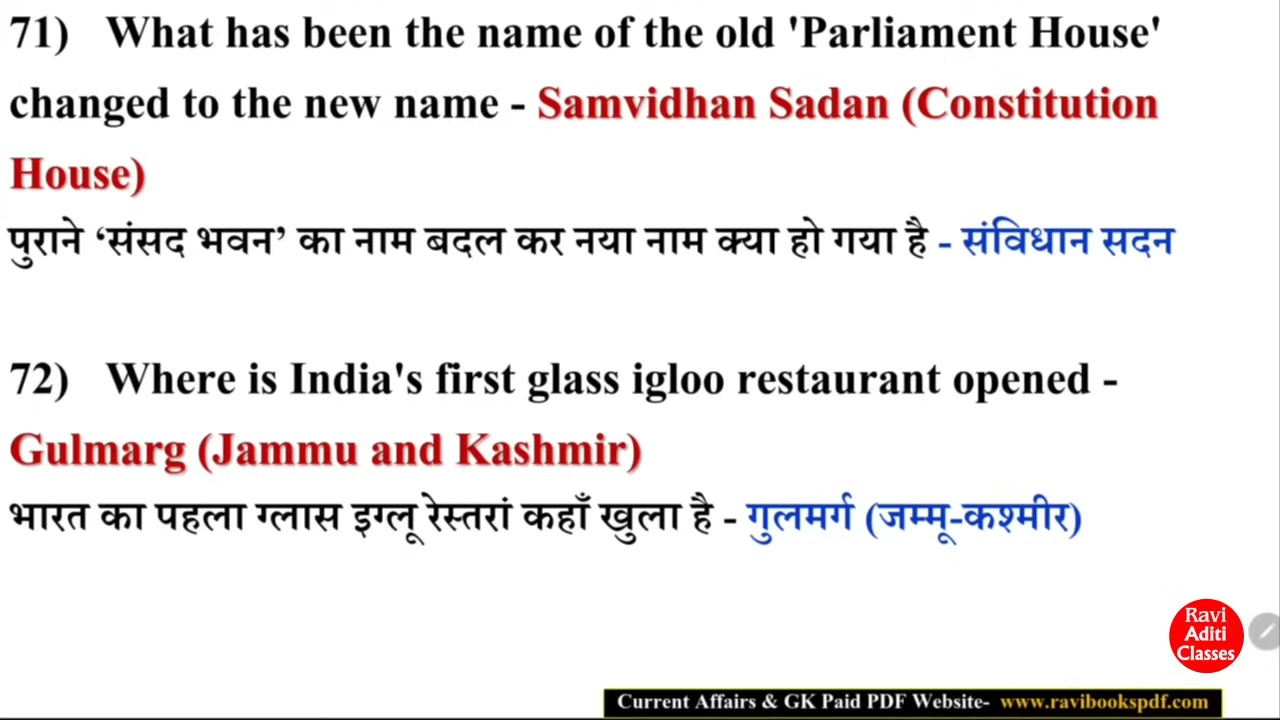 71) What has been the name of the old 'Parliament House'
changed to the new name - Samvidhan Sadan (Constitution
House)
पुराने ‘संसद भवन’ का नाम बदल कर नया नाम क्या हो गया है - संविधान सदन
72) Where is India's first glass igloo restaurant opened -
Gulmarg (Jammu and Kashmir)
भारत का पहला ग्लास इग्लू रेस्तरां कहाँ खुला है - गुलमर्ग (जम्मू-कश्मीर)
Ravi
Aditi
Classes
Current Affairs & GK Paid PDF Website- www.ravibookspdf.com